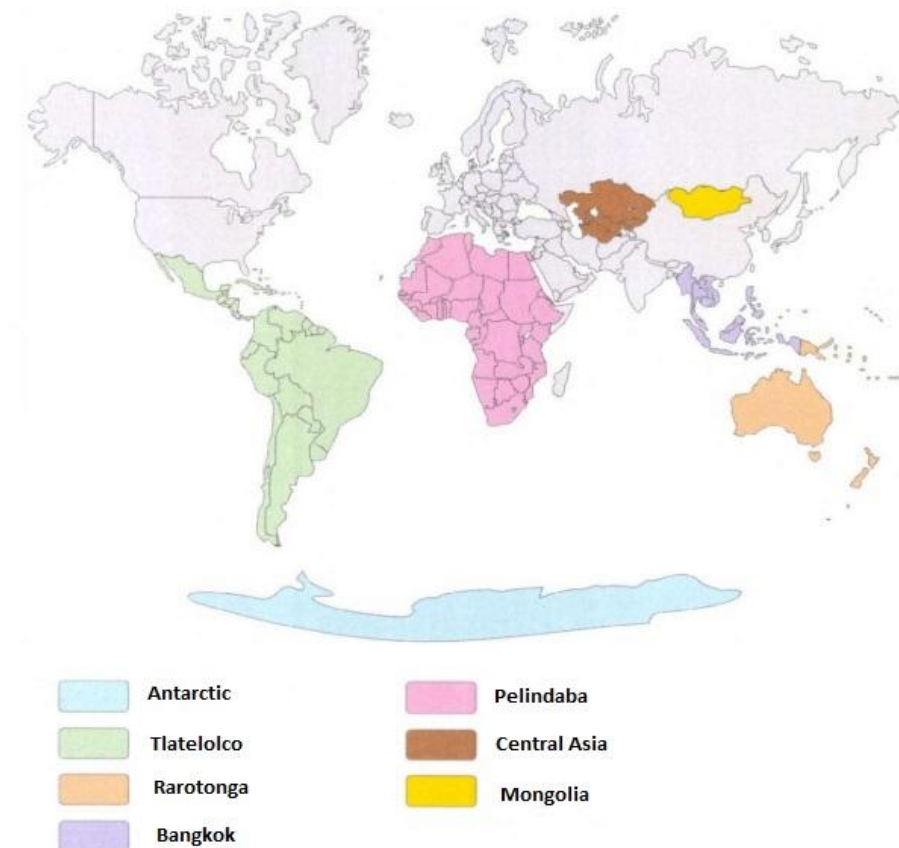 Antarctic
Tlatelolco
Rarotonga
Bangkok
Pelindaba
Central Asia
Mongolia